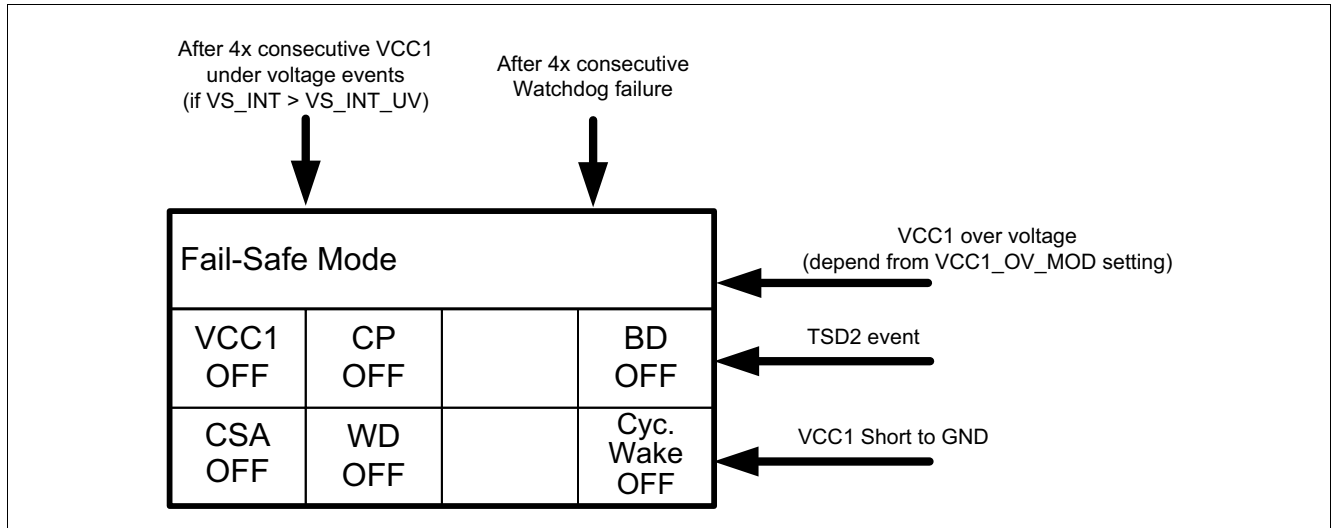 After 4x consecutive VCC1
under voltage events
(if VS_INT > VS_INT_UV)
After 4x consecutive
Watchdog failure
Fail-Safe Mode
VCC1 over voltage
(depend from VCC1_OV_MOD setting)
VCC1
OFF
CP
OFF
BD
OFF
TSD2 event
CSA
OFF
WD
OFF
Cyc.
Wake
OFF
VCC1 Short to GND